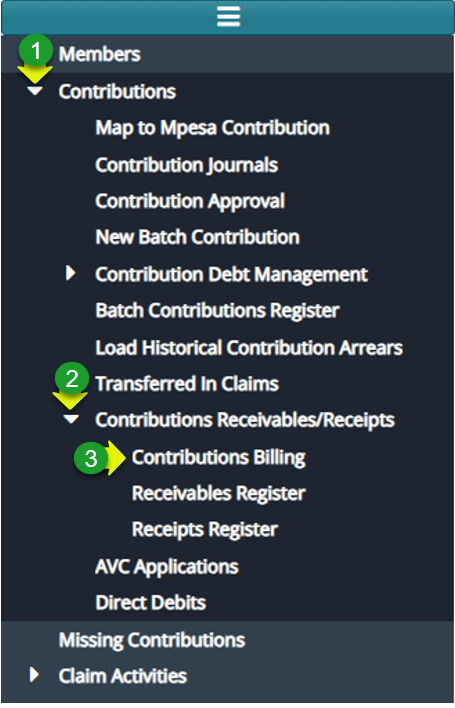 1
Members
Contributions
Map to Mpesa Contribution
Contribution Journals
Contribution Approval
New Batch Contribution
Contribution Debt Management
Batch Contributions Register
Load Historical Contribution Arrears
2
Transferred In Claims
Contributions Receivables/Receipts
3 Contributions Billing
Receivables Register
Receipts Register
AVC Applications
Direct Debits
Missing Contributions
Claim Activities